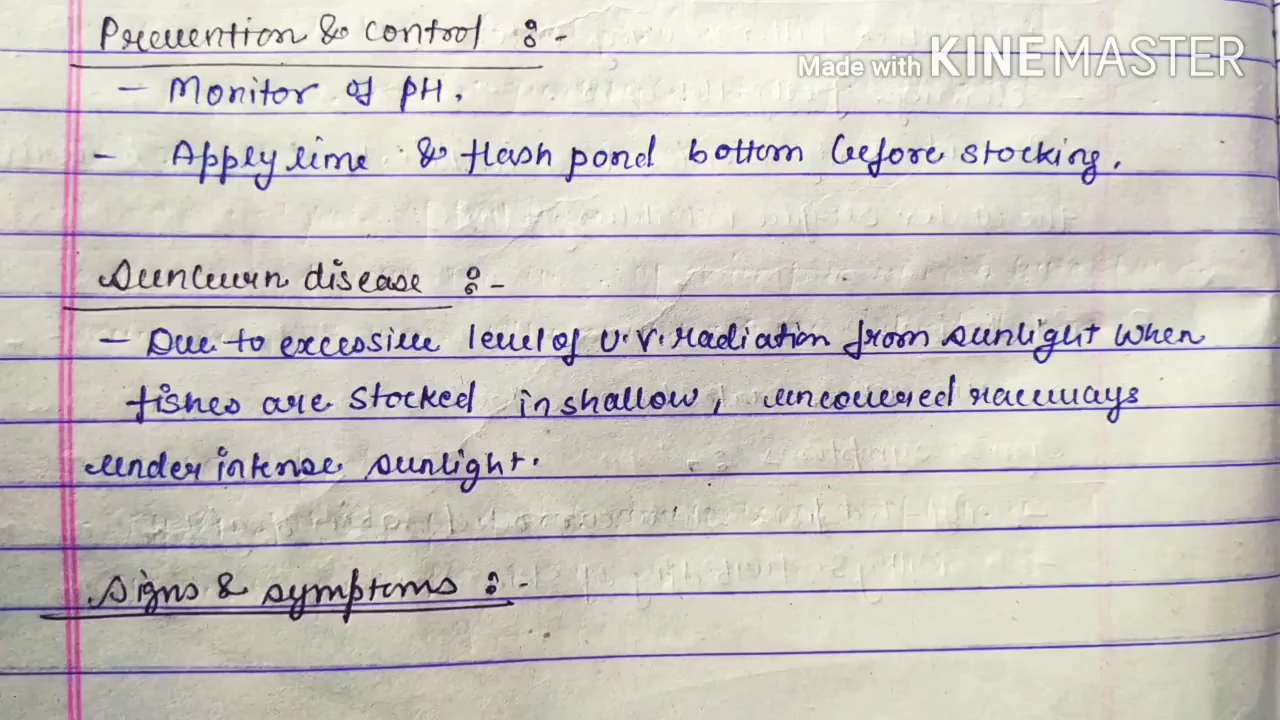 Prevention & control :-
Made with KINEMASTER
- Monitor of pH.
- Apply lime & flash pond bottom before stocking.
Sunburn disease :-
- Due to excessive level of U.V. radiation from sunlight when
fishes are stocked in shallow, uncovered raceways
under intense sunlight.
Signs & symptoms :-